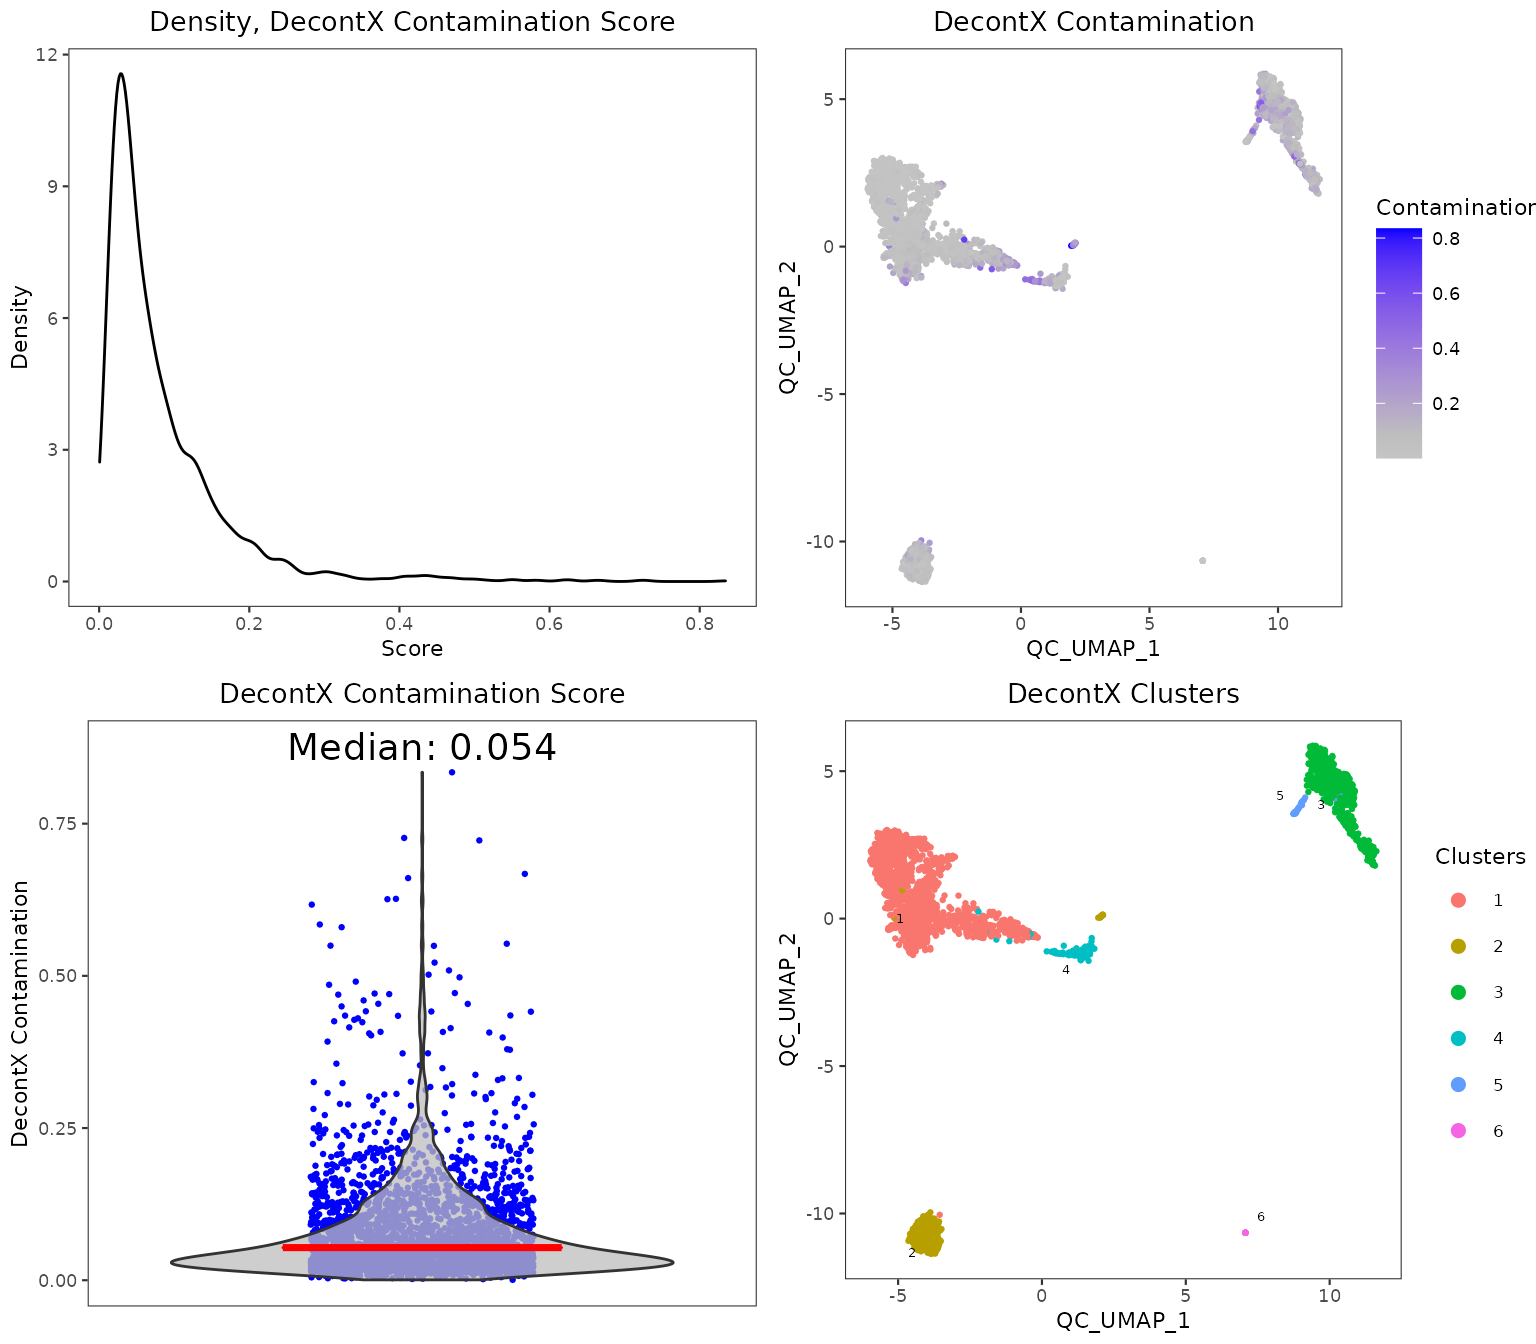 Density, DecontX Contamination Score
12
9
6
3
0
Density
0.0 0.2 0.4 0.6 0.8
Score
DecontX Contamination
5
0
-5
-10
QC_UMAP_2
-5 0 5 10
QC_UMAP_1
Contamination
0.8
0.6
0.4
0.2
DecontX Contamination Score
Median: 0.054
0.75
0.50
0.25
0.00
DecontX Contamination
DecontX Clusters
5
0
-5
-10
QC_UMAP_2
5
3
1
4
6
2
-5 0 5 10
QC_UMAP_1
Clusters
1
2
3
4
5
6